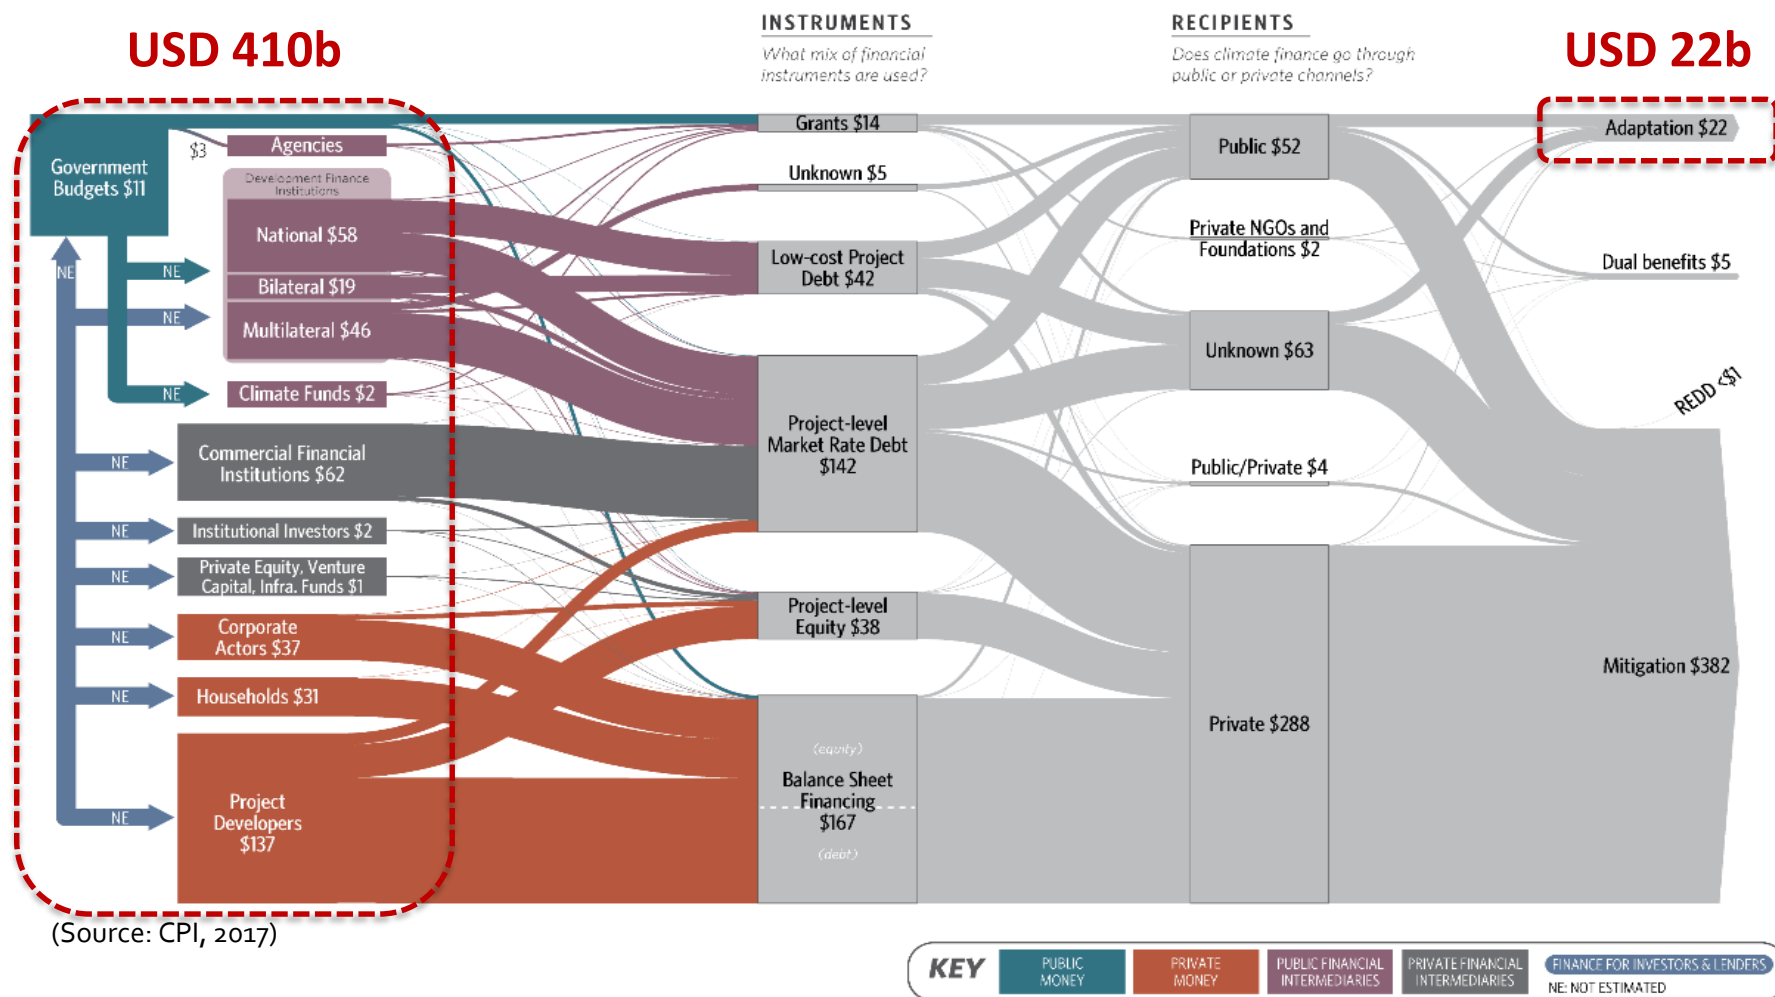 USD 410b
INSTRUMENTS
What mix of financial
instruments are used?
RECIPIENTS
Does climate finance go through
public or private channels?
USD 22b
Government
Budgets $11
$3
Agencies
Development Finance
Institutions
National $58
Bilateral $19
Multilateral $46
Climate Funds $2
NE
NE
NE
NE
Commercial Financial
Institutions $62
NE
Institutional Investors $2
NE
Private Equity, Venture
Capital, Infra. Funds $1
NE
Corporate
Actors $37
NE
Households $31
NE
Project
Developers
$137
NE
Grants $14
Unknown $5
Low-cost Project
Debt $42
Project-level
Market Rate Debt
$142
Project-level
Equity $38
(equity)
Balance Sheet
Financing
$167
(debt)
Public $52
Private NGOs and
Foundations $2
Unknown $63
Public/Private $4
Private $288
Adaptation $22
Dual benefits $5
REDD <$1
Mitigation $382
(Source: CPI, 2017)
KEY
PUBLIC
MONEY
PRIVATE
MONEY
PUBLIC FINANCIAL
INTERMEDIARIES
PRIVATE FINANCIAL
INTERMEDIARIES
FINANCE FOR INVESTORS & LENDERS
NE: NOT ESTIMATED